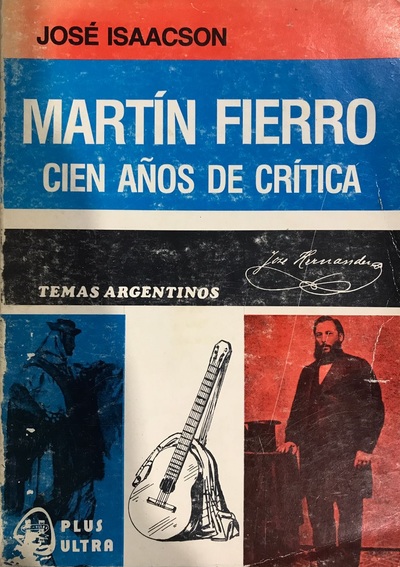 JOSÉ ISAACSON
MARTÍN FIERRO
CIEN AÑOS DE CRÍTICA
José Hernández
TEMAS ARGENTINOS
PLUS
ULTRA